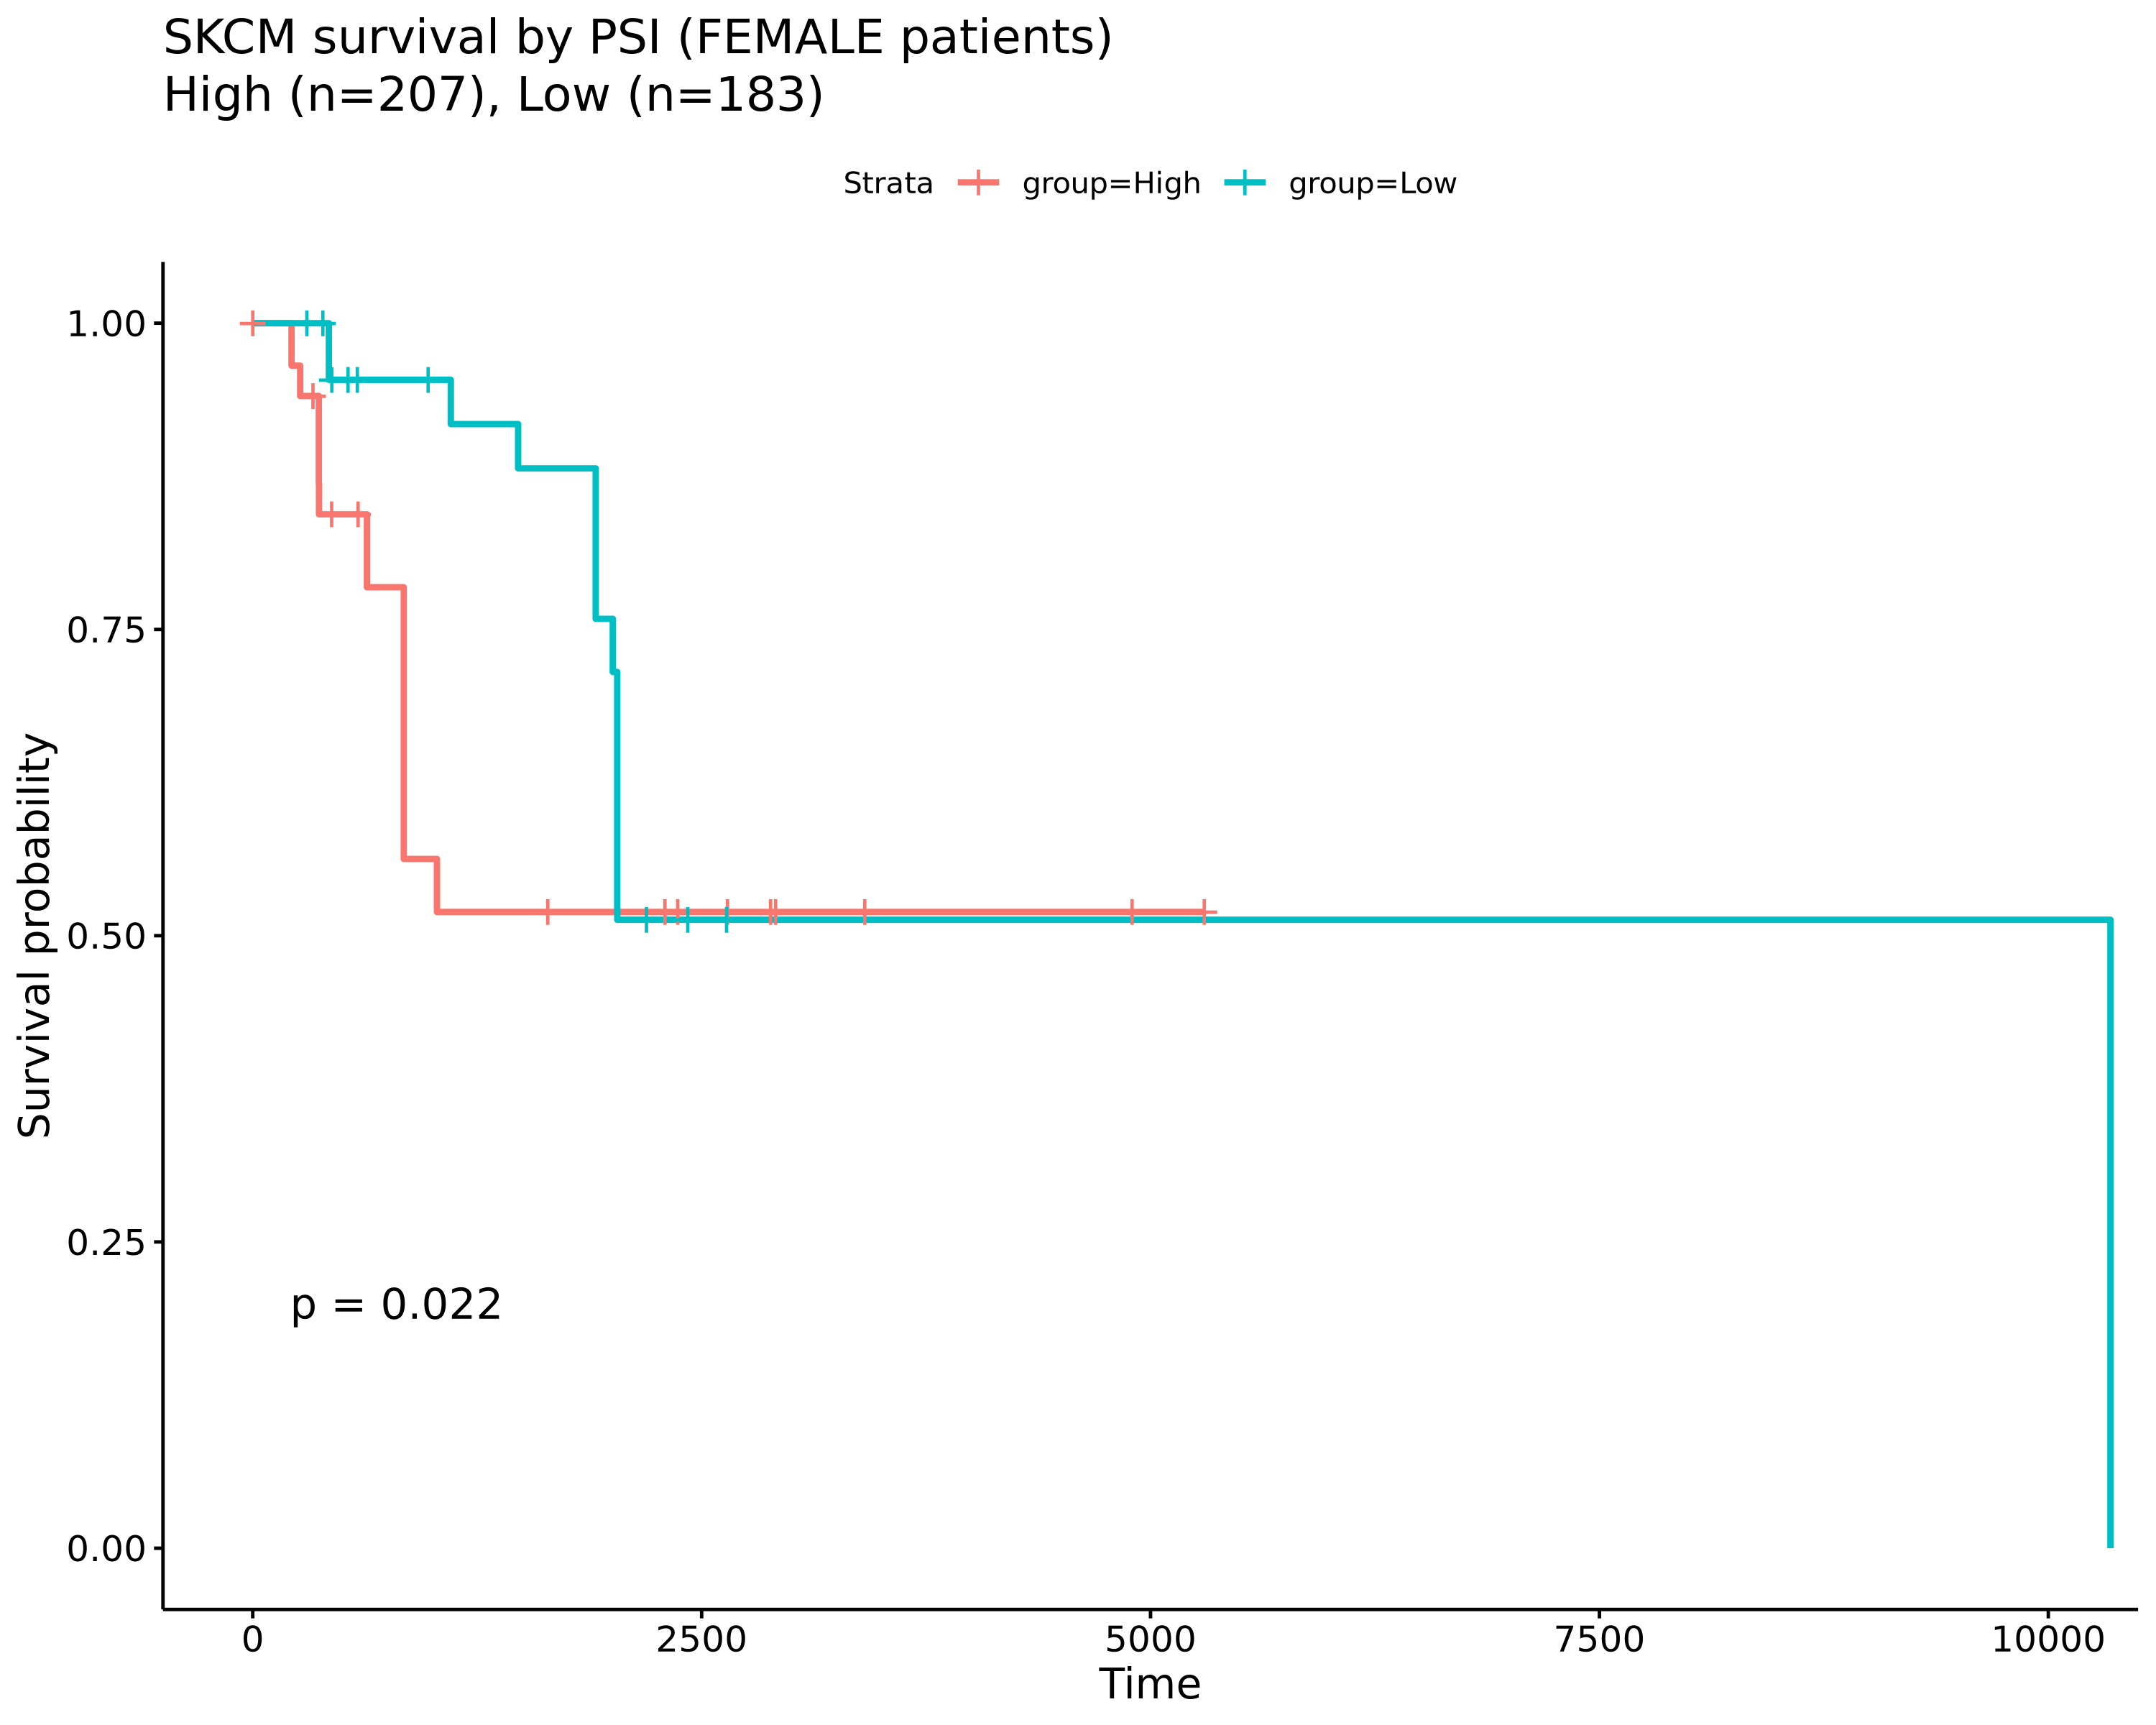 SKCM survival by PSI (FEMALE patients)
High (n=207), Low (n=183)
Strata group=High group=Low
1.00
0.75
0.50
0.25
0.00
Survival probability
p = 0.022
0 2500 5000 7500 10000
Time